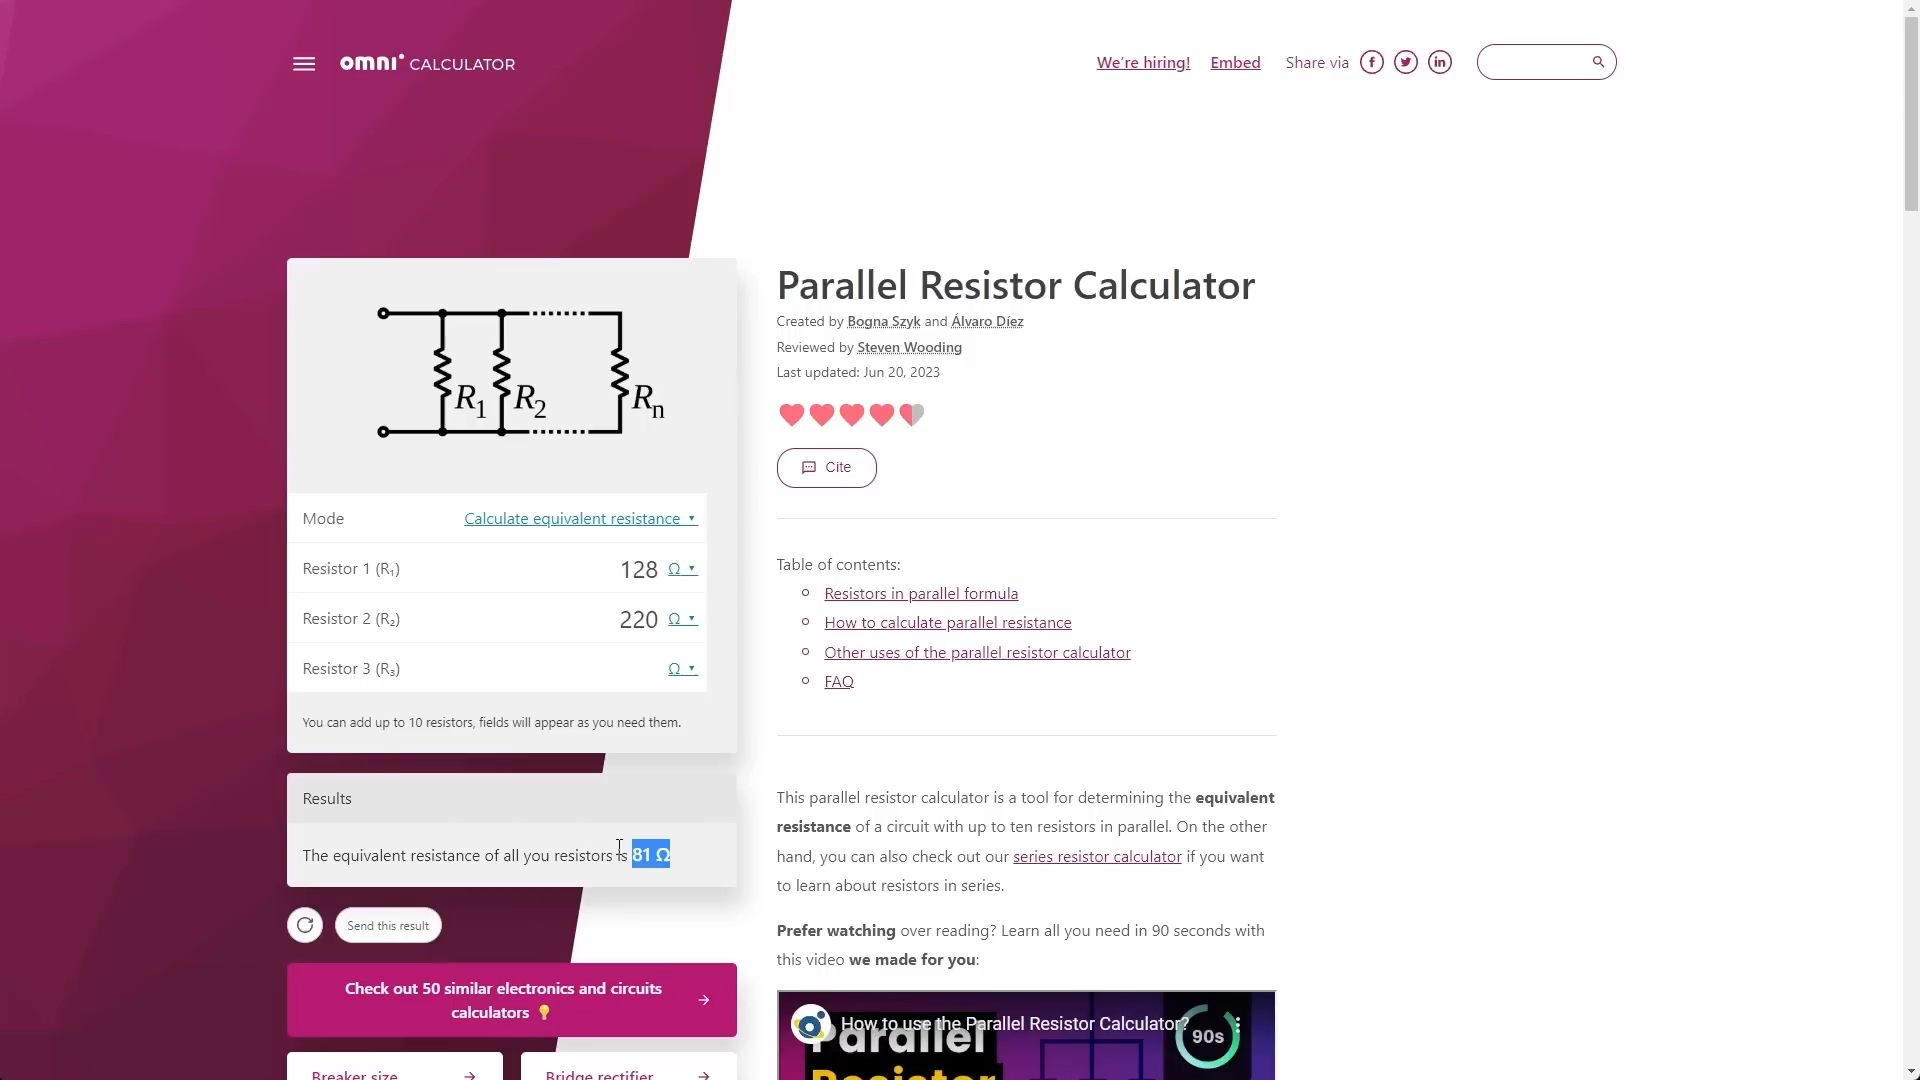 omni CALCULATOR
We're hiring! Embed Share via
R1 R2 Rn
Mode Calculate equivalent resistance
Resistor 1 (R₁) 128 Ω
Resistor 2 (R₂) 220 Ω
Resistor 3 (R₃) Ω
You can add up to 10 resistors, fields will appear as you need them.
Results
The equivalent resistance of all you resistors is 81 Ω
Send this result
Check out 50 similar electronics and circuits
calculators
Breaker size
Bridge rectifier
Parallel Resistor Calculator
Created by Bogna Szyk and Álvaro Díez
Reviewed by Steven Wooding
Last updated: Jun 20, 2023
Cite
Table of contents:
Resistors in parallel formula
How to calculate parallel resistance
Other uses of the parallel resistor calculator
FAQ
This parallel resistor calculator is a tool for determining the equivalent
resistance of a circuit with up to ten resistors in parallel. On the other
hand, you can also check out our series resistor calculator if you want
to learn about resistors in series.
Prefer watching over reading? Learn all you need in 90 seconds with
this video we made for you:
How to use the Parallel Resistor Calculator?
Parallel
Resistor
90s